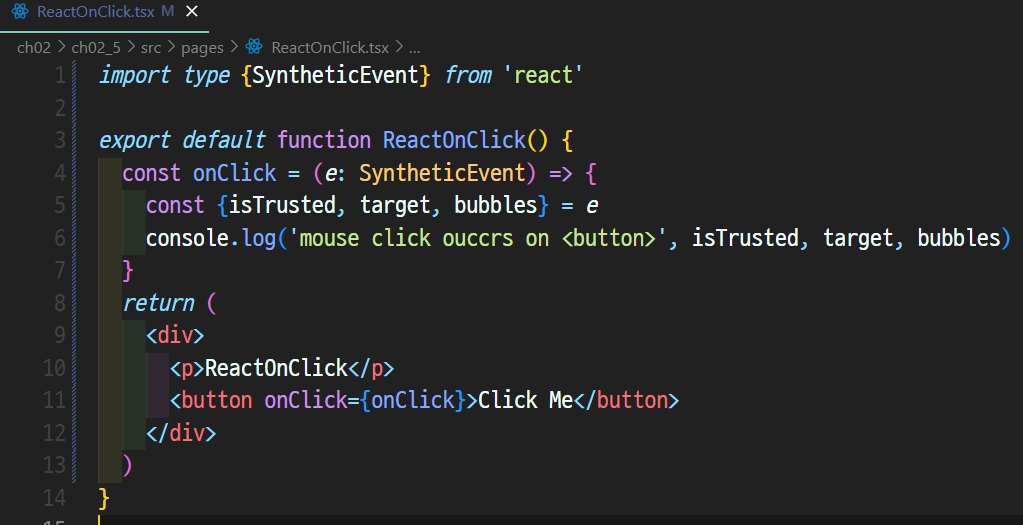 ReactOnClick.tsx M ×
ch02 > ch02_5 > src > pages > ReactOnClick.tsx > ...
1 import type {SyntheticEvent} from 'react'
2
3 export default function ReactOnClick() {
4 const onClick = (e: SyntheticEvent) => {
5 const {isTrusted, target, bubbles} = e
6 console.log('mouse click ouccrs on <button>', isTrusted, target, bubbles)
7 }
8 return (
9 <div>
10 <p>ReactOnClick</p>
11 <button onClick={onClick}>Click Me</button>
12 </div>
13 )
14 }
15